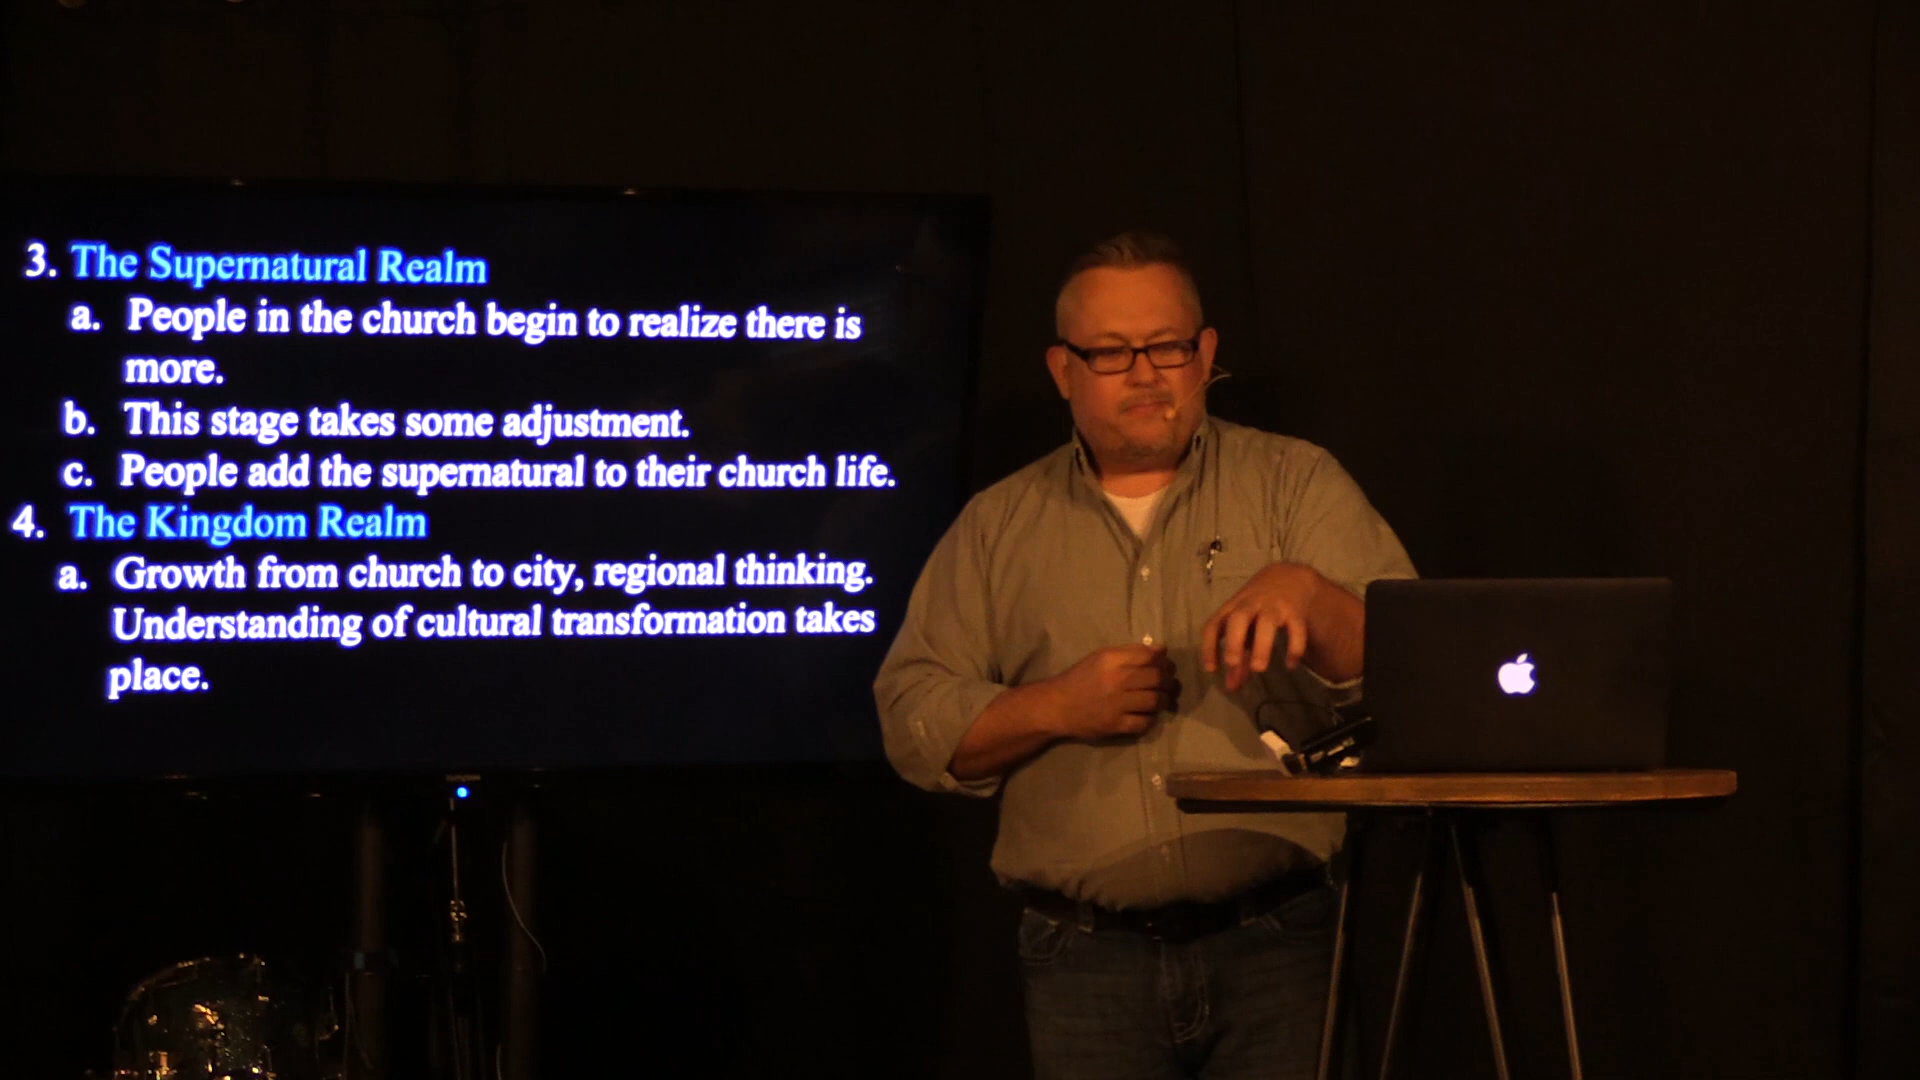 3. The Supernatural Realm
a. People in the church begin to realize there is
more.
b. This stage takes some adjustment.
c. People add the supernatural to their church life.
4. The Kingdom Realm
a. Growth from church to city, regional thinking.
Understanding of cultural transformation takes
place.